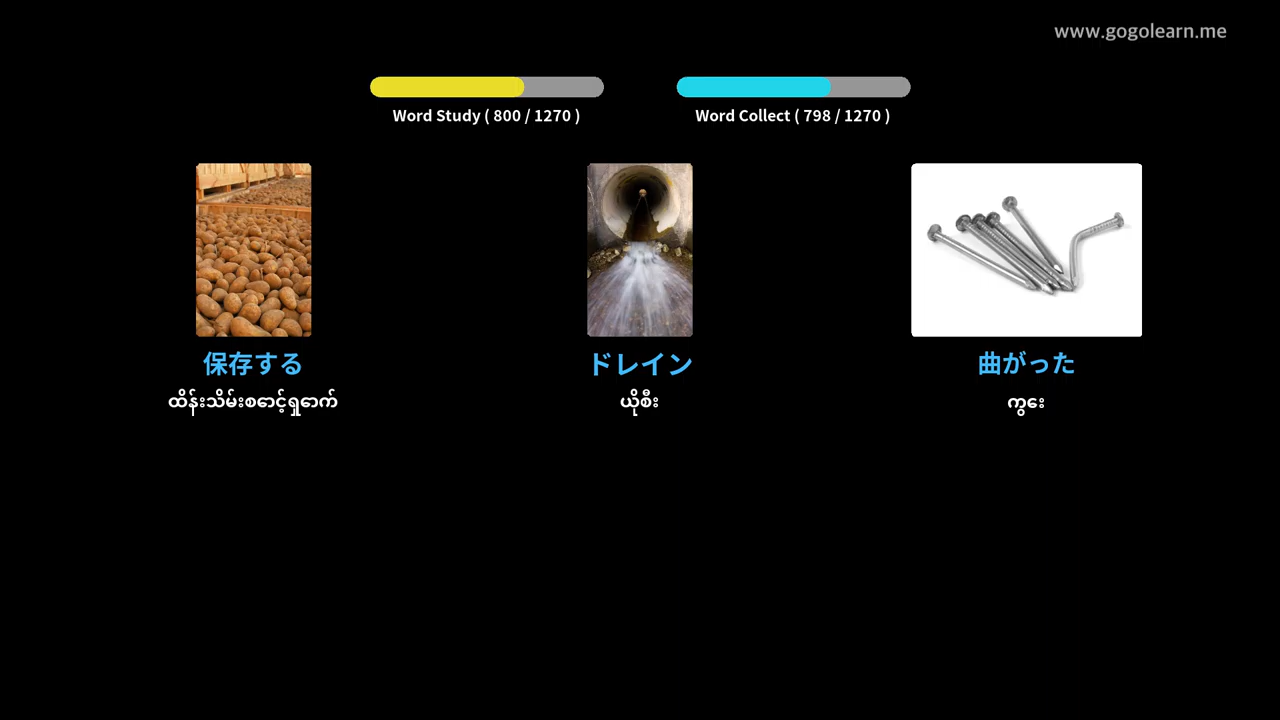 www.gogolearn.me
Word Study ( 800 / 1270 )
Word Collect ( 798 / 1270 )
保存する
ドレイン
曲がった
ထိန်းသိမ်းစောင့်ရှောက်
ယိုစီး
ကွေး